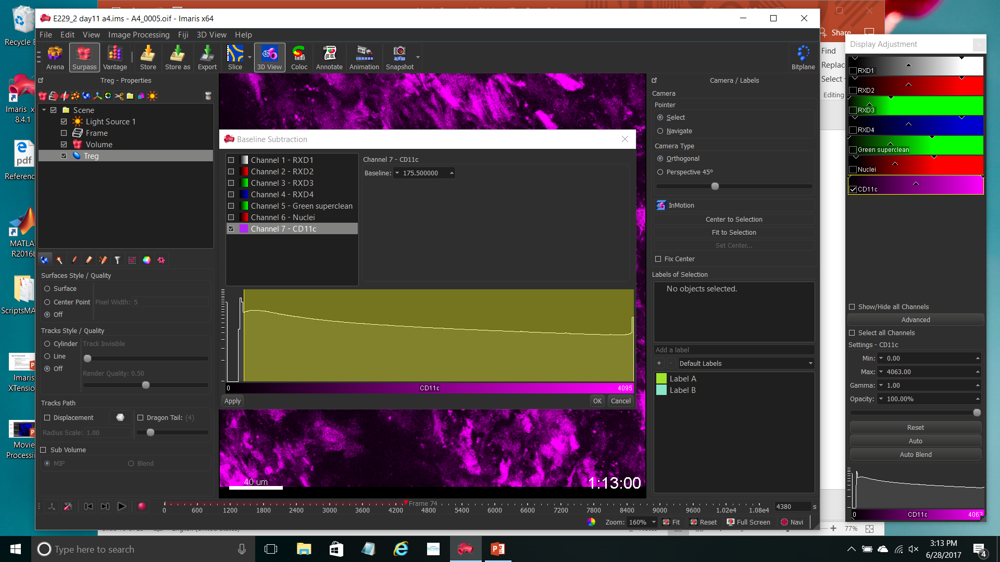 E229_2 day11 a4.ims - A4_0005.oif - Imaris x64
File Edit View Image Processing Fiji 3D View Help
Arena Surpass Vantage Store Store as Export Slice 3D View Coloc Annotate Animation Snapshot Bitplane
Treg - Properties
Scene
Light Source 1
Frame
Volume
Treg
Surfaces Style / Quality
Surface
Center Point Pixel Width: 5
Off
Tracks Style / Quality
Cylinder Track Invisible
Line
Off Render Quality: 0.50
Tracks Path
Displacement Dragon Tail: (4)
Radius Scale: 1.00
Sub Volume
MIP Blend
Baseline Subtraction
Channel 1 - RXD1
Channel 2 - RXD2
Channel 3 - RXD3
Channel 4 - RXD4
Channel 5 - Green superclean
Channel 6 - Nuclei
Channel 7 - CD11c
Channel 7 - CD11c
Baseline: 175.500000
0 CD11c 4095
Apply OK Cancel
40 um
1:13:00
Camera / Labels
Camera
Pointer
Select
Navigate
Camera Type
Orthogonal
Perspective 45º
InMotion
Center to Selection
Fit to Selection
Set Center...
Fix Center
Labels of Selection
No objects selected.
Add a label
+ - Default Labels
Label A
Label B
Frame 74
0 600 1200 1800 2400 3000 3600 4200 4800 5400 6000 6600 7200 7800 8400 9000 9600 1.02e4 1.08e4
4380 s
Zoom: 160% Fit Reset Full Screen Navi
Share
Find
Replac
Select
Editing
Display Adjustment
RXD1
RXD2
RXD3
RXD4
Green superclean
Nuclei
CD11c
Show/Hide all Channels
Advanced
Select all Channels
Settings - CD11c
Min: 0.00
Max: 4063.00
Gamma: 1.00
Opacity: 100.00%
Reset
Auto
Auto Blend
0 CD11c 4063
77%
Recycle B
Imaris x
8.4.1
pdf
Referenc
MATLA
R2016b
ScriptsMA
Imaris
XTension
Movie
Processin
Type here to search
3:13 PM
6/28/2017
4